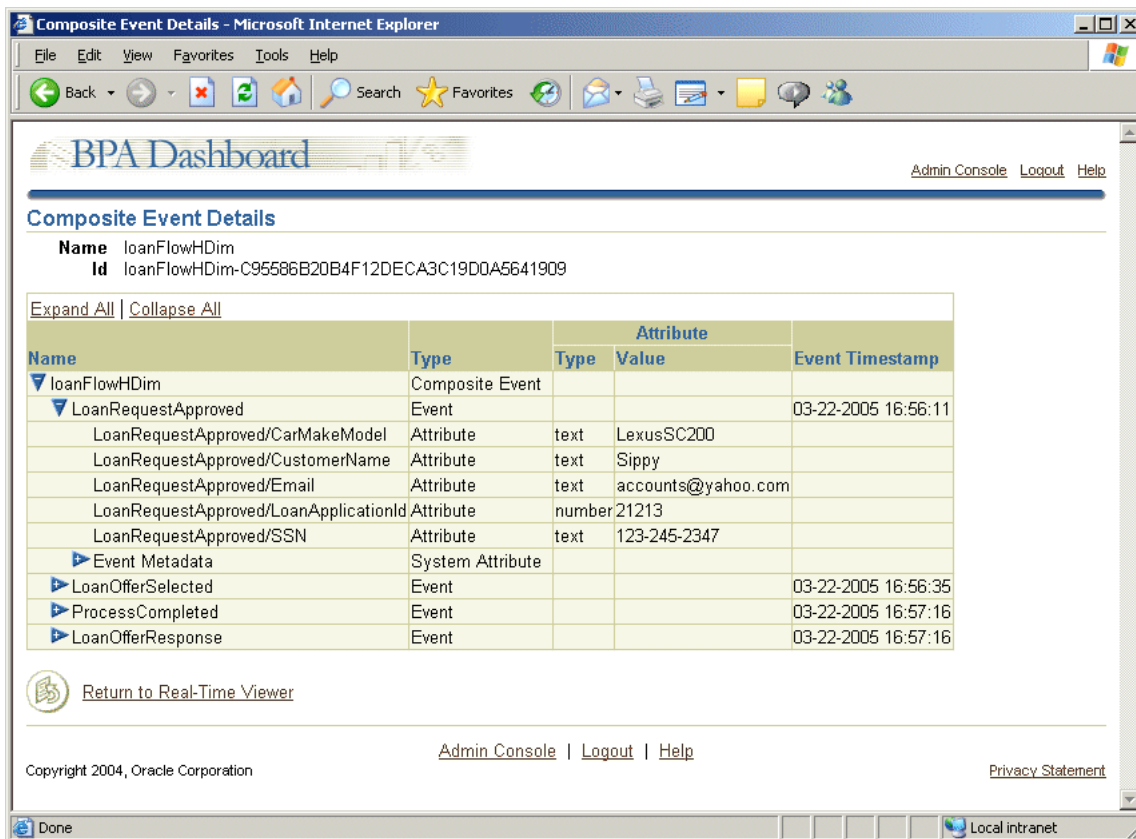 Composite Event Details - Microsoft Internet Explorer
File Edit View Favorites Tools Help
Back Search Favorites
BPA Dashboard
Admin Console Logout Help
Composite Event Details
Name loanFlowHDim
Id loanFlowHDim-C95586B20B4F12DECA3C19D0A5641909
Expand All | Collapse All
Attribute
Name Type Type Value Event Timestamp
loanFlowHDim Composite Event
LoanRequestApproved Event 03-22-2005 16:56:11
LoanRequestApproved/CarMakeModel Attribute text LexusSC200
LoanRequestApproved/CustomerName Attribute text Sippy
LoanRequestApproved/Email Attribute text accounts@yahoo.com
LoanRequestApproved/LoanApplicationId Attribute number 21213
LoanRequestApproved/SSN Attribute text 123-245-2347
Event Metadata System Attribute
LoanOfferSelected Event 03-22-2005 16:56:35
ProcessCompleted Event 03-22-2005 16:57:16
LoanOfferResponse Event 03-22-2005 16:57:16
Return to Real-Time Viewer
Admin Console | Logout | Help
Copyright 2004, Oracle Corporation Privacy Statement
Done Local intranet